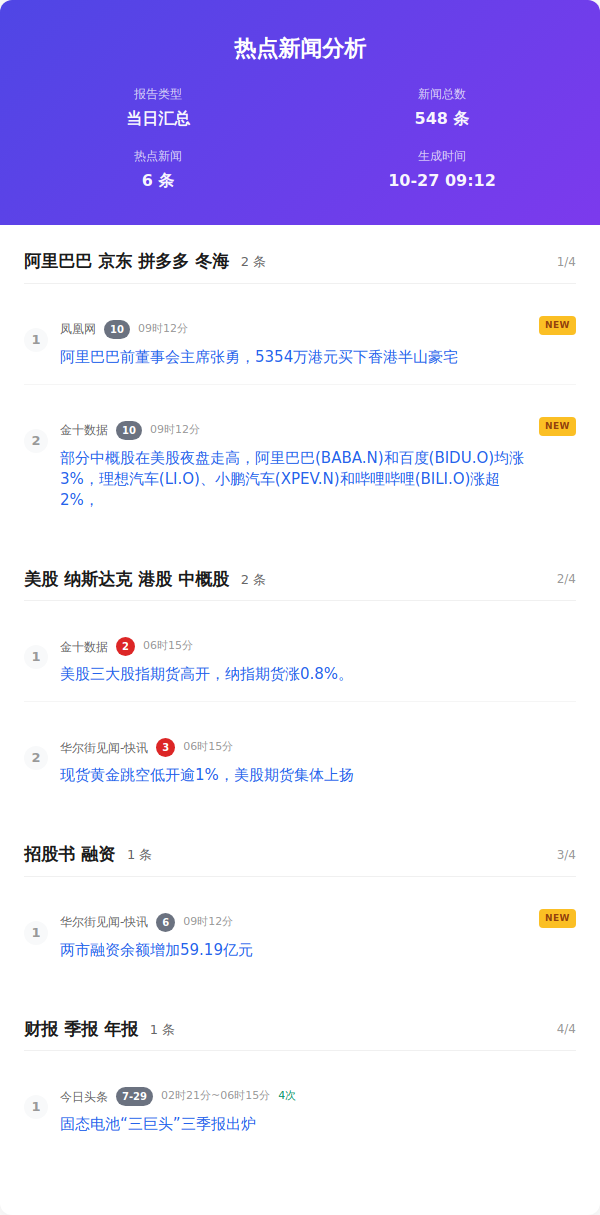 热点新闻分析
报告类型
当日汇总
新闻总数
548 条
热点新闻
6 条
生成时间
10-27 09:12
阿里巴巴 京东 拼多多 冬海 2 条 1/4
1
凤凰网 10 09时12分 NEW
阿里巴巴前董事会主席张勇，5354万港元买下香港半山豪宅
2
金十数据 10 09时12分 NEW
部分中概股在美股夜盘走高，阿里巴巴(BABA.N)和百度(BIDU.O)均涨
3%，理想汽车(LI.O)、小鹏汽车(XPEV.N)和哔哩哔哩(BILI.O)涨超
2%，
美股 纳斯达克 港股 中概股 2 条 2/4
1
金十数据 2 06时15分
美股三大股指期货高开，纳指期货涨0.8%。
2
华尔街见闻-快讯 3 06时15分
现货黄金跳空低开逾1%，美股期货集体上扬
招股书 融资 1 条 3/4
1
华尔街见闻-快讯 6 09时12分 NEW
两市融资余额增加59.19亿元
财报 季报 年报 1 条 4/4
1
今日头条 7-29 02时21分~06时15分 4次
固态电池“三巨头”三季报出炉